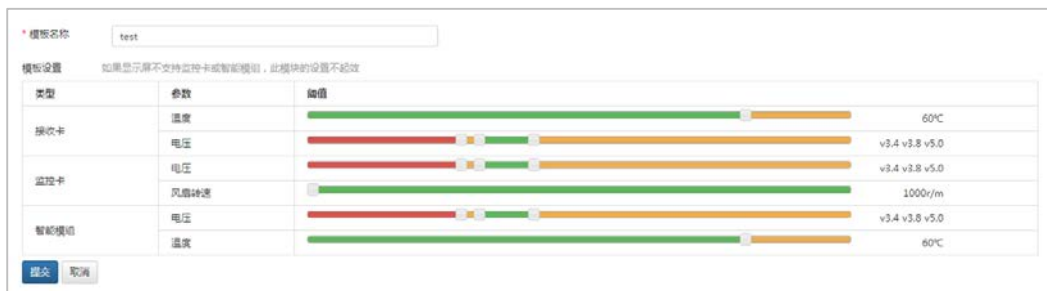 * 模板名称 test
模板设置 如果显示屏不支持监控卡或智能模组，此模块的设置不起效
类型 参数 阈值
接收卡
温度 60℃
电压 v3.4 v3.8 v5.0
监控卡
电压 v3.4 v3.8 v5.0
风扇转速 1000r/m
智能模组
电压 v3.4 v3.8 v5.0
温度 60℃
提交 取消